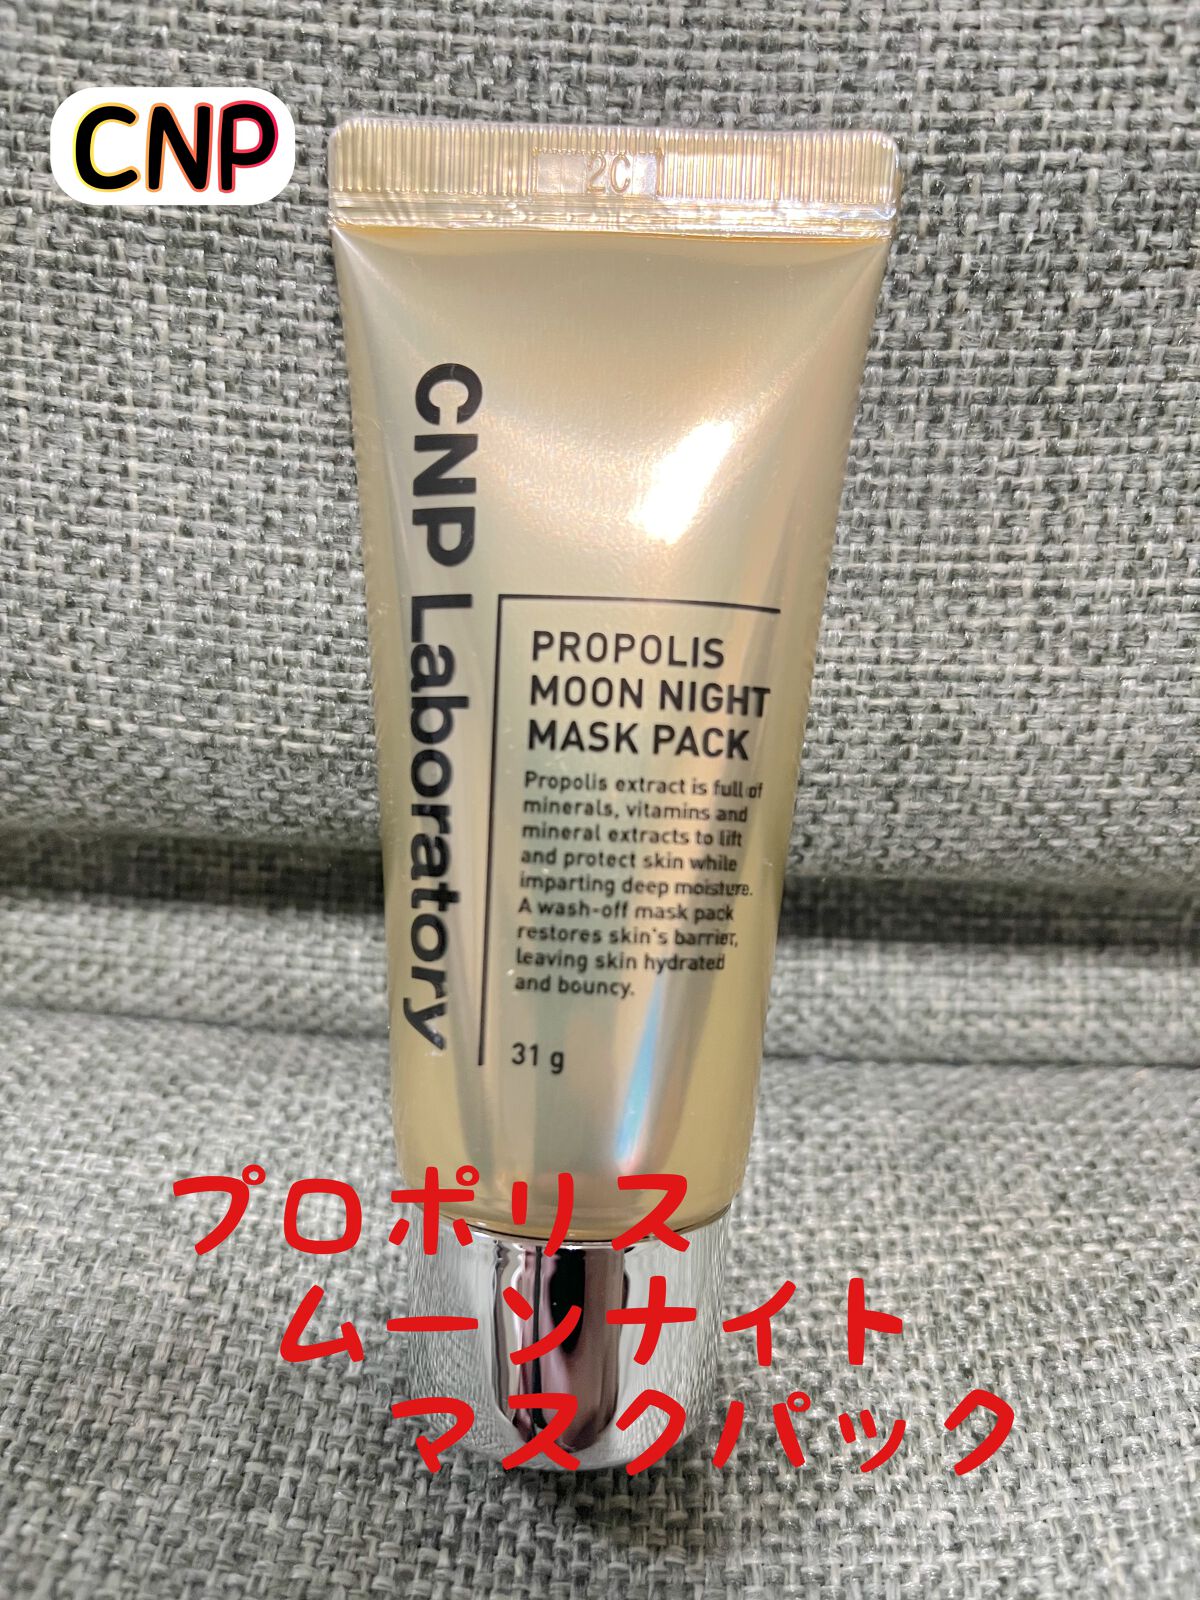 CNP
2C
CNP Laboratory
PROPOLIS
MOON NIGHT
MASK PACK
Propolis extract is full of
minerals, vitamins and
mineral extracts to lift
and protect skin while
imparting deep moisture.
A wash-off mask pack
restores skin's barrier,
leaving skin hydrated
and bouncy.
31 g
プロポリス
ムーンナイト
マスクパック